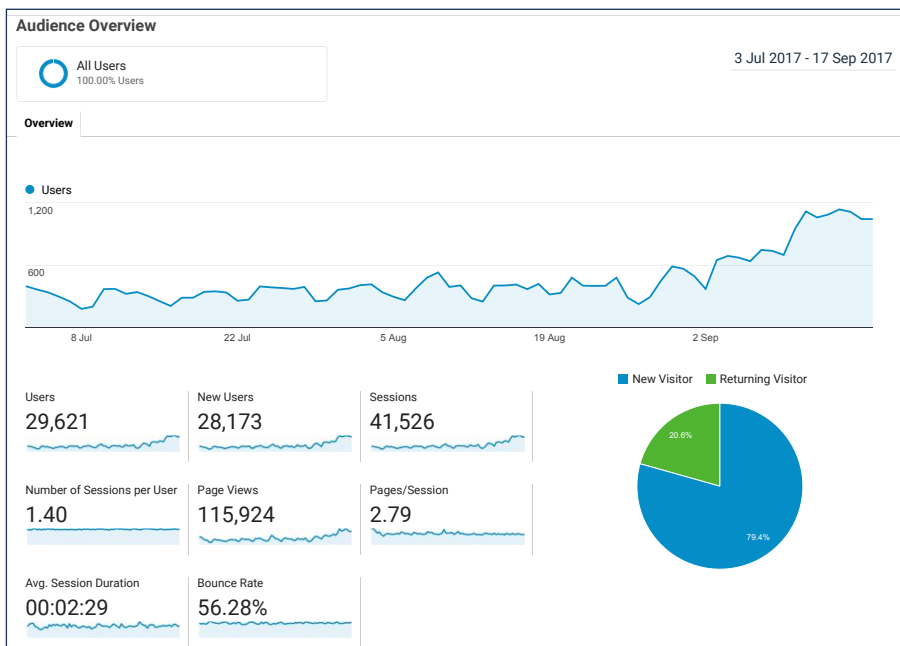 Audience Overview
All Users
100.00% Users
3 Jul 2017 - 17 Sep 2017
Overview
Users
1,200
600
8 Jul
22 Jul
5 Aug
19 Aug
2 Sep
Users
29,621
New Users
28,173
Sessions
41,526
Number of Sessions per User
1.40
Page Views
115,924
Pages/Session
2.79
Avg. Session Duration
00:02:29
Bounce Rate
56.28%
New Visitor
Returning Visitor
20.6%
79.4%